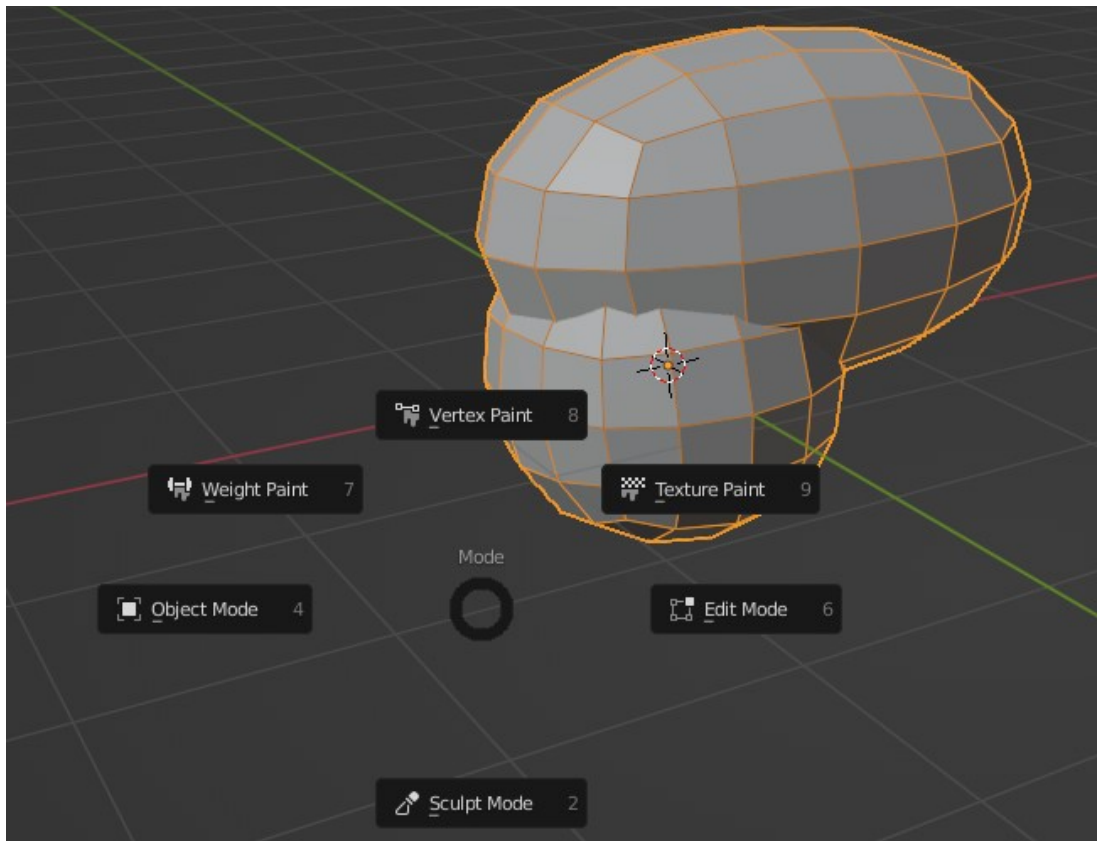 Vertex Paint 8
Weight Paint 7
Texture Paint 9
Mode
Object Mode 4
Edit Mode 6
Sculpt Mode 2